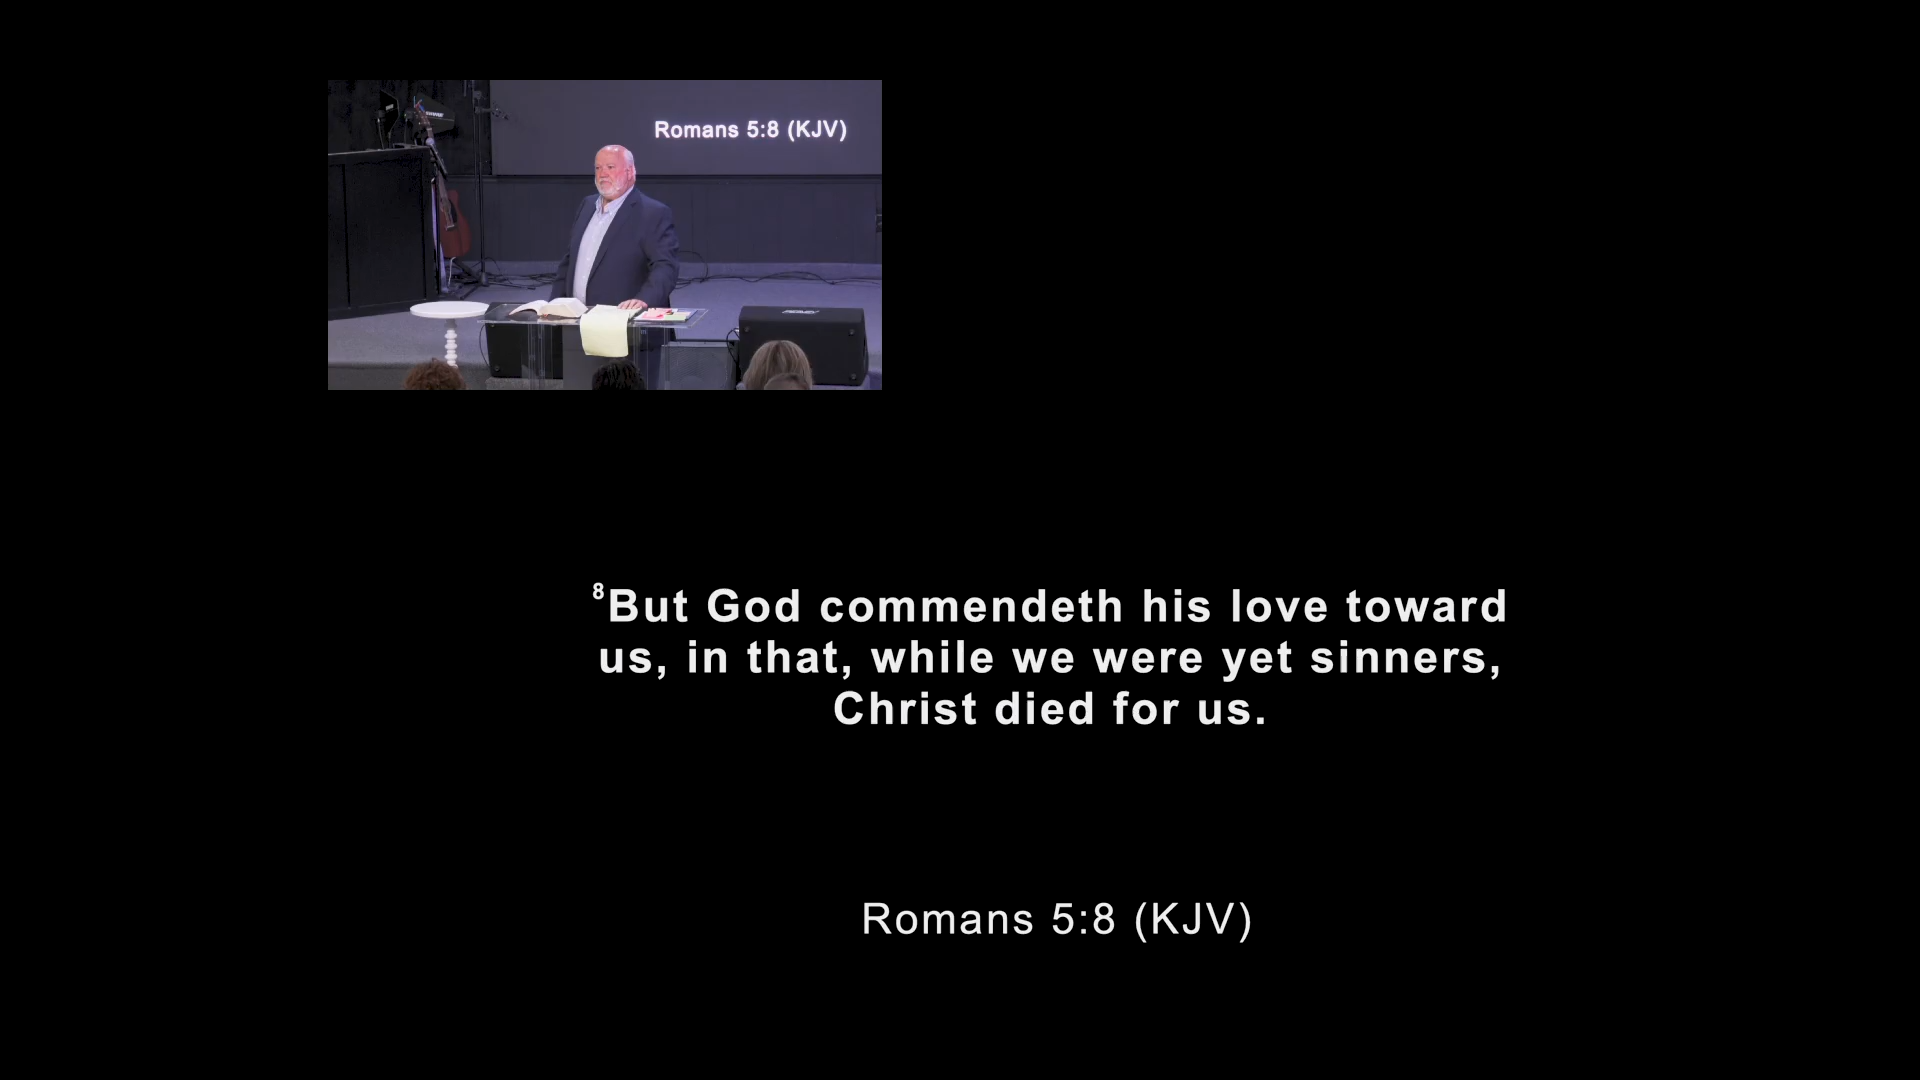 Romans 5:8 (KJV)
⁸But God commendeth his love toward
us, in that, while we were yet sinners,
Christ died for us.
Romans 5:8 (KJV)